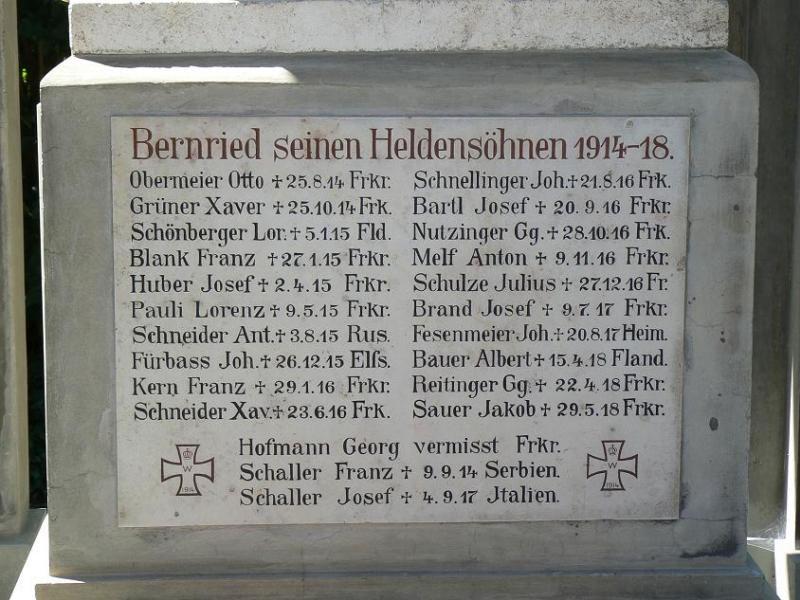 Bernried seinen Heldensöhnen 1914-18.
Obermeier Otto ✝ 25.8.14 Frkr.
Grüner Xaver ✝ 25.10.14 Frk.
Schönberger Lor. ✝ 5.1.15 Fld.
Blank Franz ✝ 27.1.15 Frkr.
Huber Josef ✝ 2.4.15 Frkr.
Pauli Lorenz ✝ 9.5.15 Frkr.
Schneider Ant. ✝ 3.8.15 Rus.
Fürbass Joh. ✝ 26.12.15 Elſs.
Kern Franz ✝ 29.1.16 Frkr.
Schneider Xav. ✝ 23.6.16 Frk.
Schnellinger Joh. ✝ 21.8.16 Frk.
Bartl Josef ✝ 20.9.16 Frkr.
Nutzinger Gg. ✝ 28.10.16 Frk.
Melf Anton ✝ 9.11.16 Frkr.
Schulze Julius ✝ 27.12.16 Fr.
Brand Josef ✝ 9.7.17 Frkr.
Fesenmeier Joh. ✝ 20.8.17 Heim.
Bauer Albert ✝ 15.4.18 Fland.
Reitinger Gg. ✝ 22.4.18 Frkr.
Sauer Jakob ✝ 29.5.18 Frkr.
Hofmann Georg vermisst Frkr.
Schaller Franz ✝ 9.9.14 Serbien.
Schaller Josef ✝ 4.9.17 Jtalien.
W
1914
W
1914